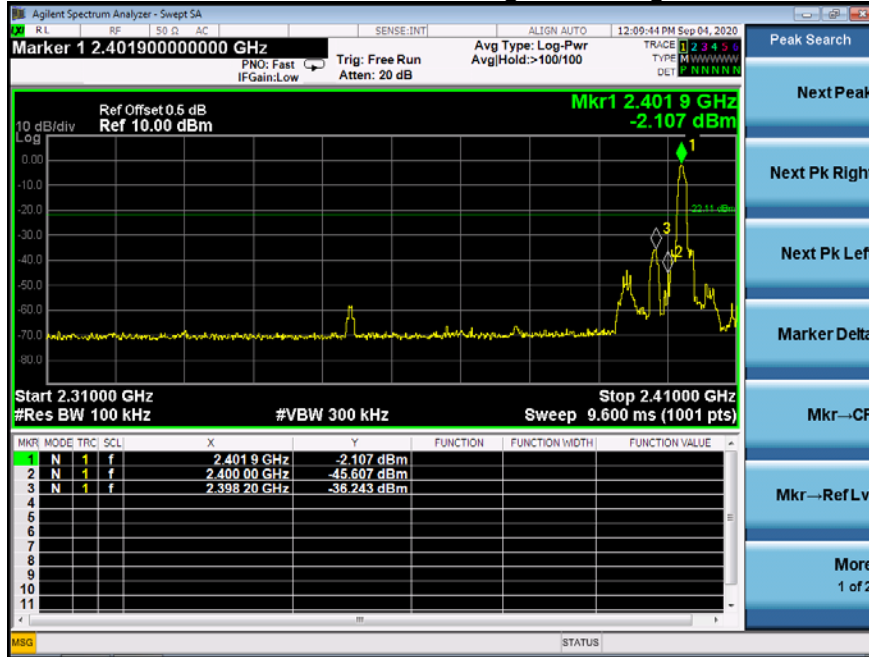 Agilent Spectrum Analyzer - Swept SA
RL RF 50 Ω AC SENSE:INT ALIGN AUTO 12:09:44 PM Sep 04, 2020
Marker 1 2.401900000000 GHz
PNO: Fast
IFGain:Low
Trig: Free Run
Atten: 20 dB
Avg Type: Log-Pwr
Avg|Hold:>100/100
TRACE 1 2 3 4 5 6
TYPE M WWWWW
DET P N N N N N
Peak Search
Next Peak
Next Pk Right
Next Pk Left
Marker Delta
Mkr→CF
Mkr→Ref Lv
More
1 of 2
10 dB/div
Log
Ref Offset 0.5 dB
Ref 10.00 dBm
Mkr1 2.401 9 GHz
-2.107 dBm
0.00
-10.0
-20.0
-30.0
-40.0
-50.0
-60.0
-70.0
-80.0
1
-22.11 dBm
3
2
Start 2.31000 GHz
Stop 2.41000 GHz
#Res BW 100 kHz
#VBW 300 kHz
Sweep 9.600 ms (1001 pts)
MKR MODE TRC SCL X Y FUNCTION FUNCTION WIDTH FUNCTION VALUE
1 N 1 f 2.401 9 GHz -2.107 dBm
2 N 1 f 2.400 00 GHz -45.607 dBm
3 N 1 f 2.398 20 GHz -36.243 dBm
4
5
6
7
8
9
10
11
MSG
STATUS